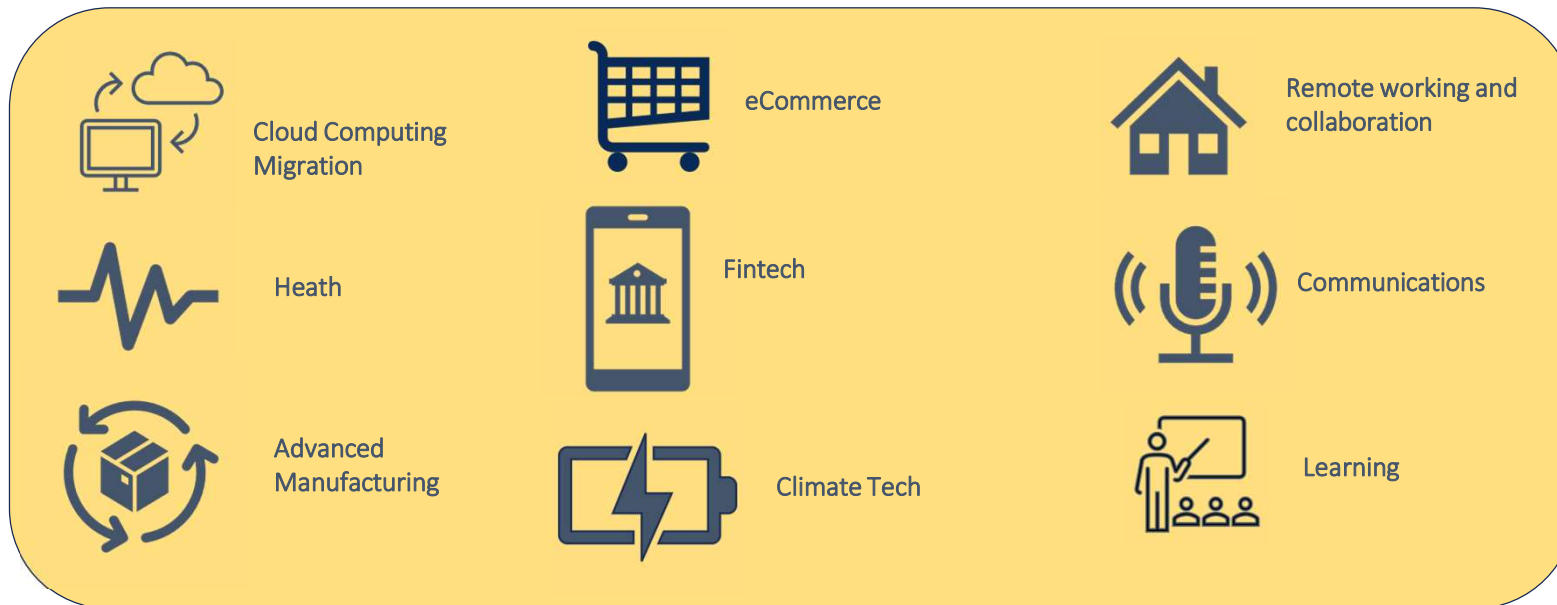 Cloud Computing
Migration
eCommerce
Remote working and
collaboration
Heath
Fintech
Communications
Advanced
Manufacturing
Climate Tech
Learning